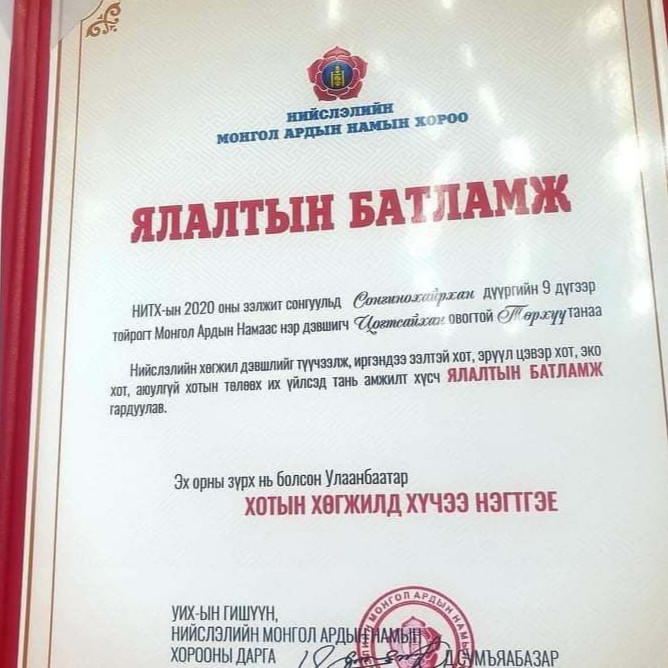 НИЙСЛЭЛИЙН
МОНГОЛ АРДЫН НАМЫН ХОРОО
ЯЛАЛТЫН БАТЛАМЖ
НИТХ-ын 2020 оны ээлжит сонгуульд Сонгинохайрхан дүүргийн 9 дүгээр
тойрогт Монгол Ардын Намаас нэр дэвшигч Цогтсайхан овогтой Төрхүү танаа
Нийслэлийн хөгжил дэвшлийг түүчээлж, иргэндээ ээлтэй хот, эрүүл цэвэр хот, эко
хот, аюулгүй хотын төлөөх их үйлсэд тань амжилт хүсч ЯЛАЛТЫН БАТЛАМЖ
гардуулав.
Эх орны зүрх нь болсон Улаанбаатар
ХОТЫН ХӨГЖИЛД ХҮЧЭЭ НЭГТГЭЕ
УИХ-ЫН ГИШҮҮН,
НИЙСЛЭЛИЙН МОНГОЛ АРДЫН НАМЫН
ХОРООНЫ ДАРГА Д.СУМЪЯАБАЗАР
МОНГОЛ АРДЫН